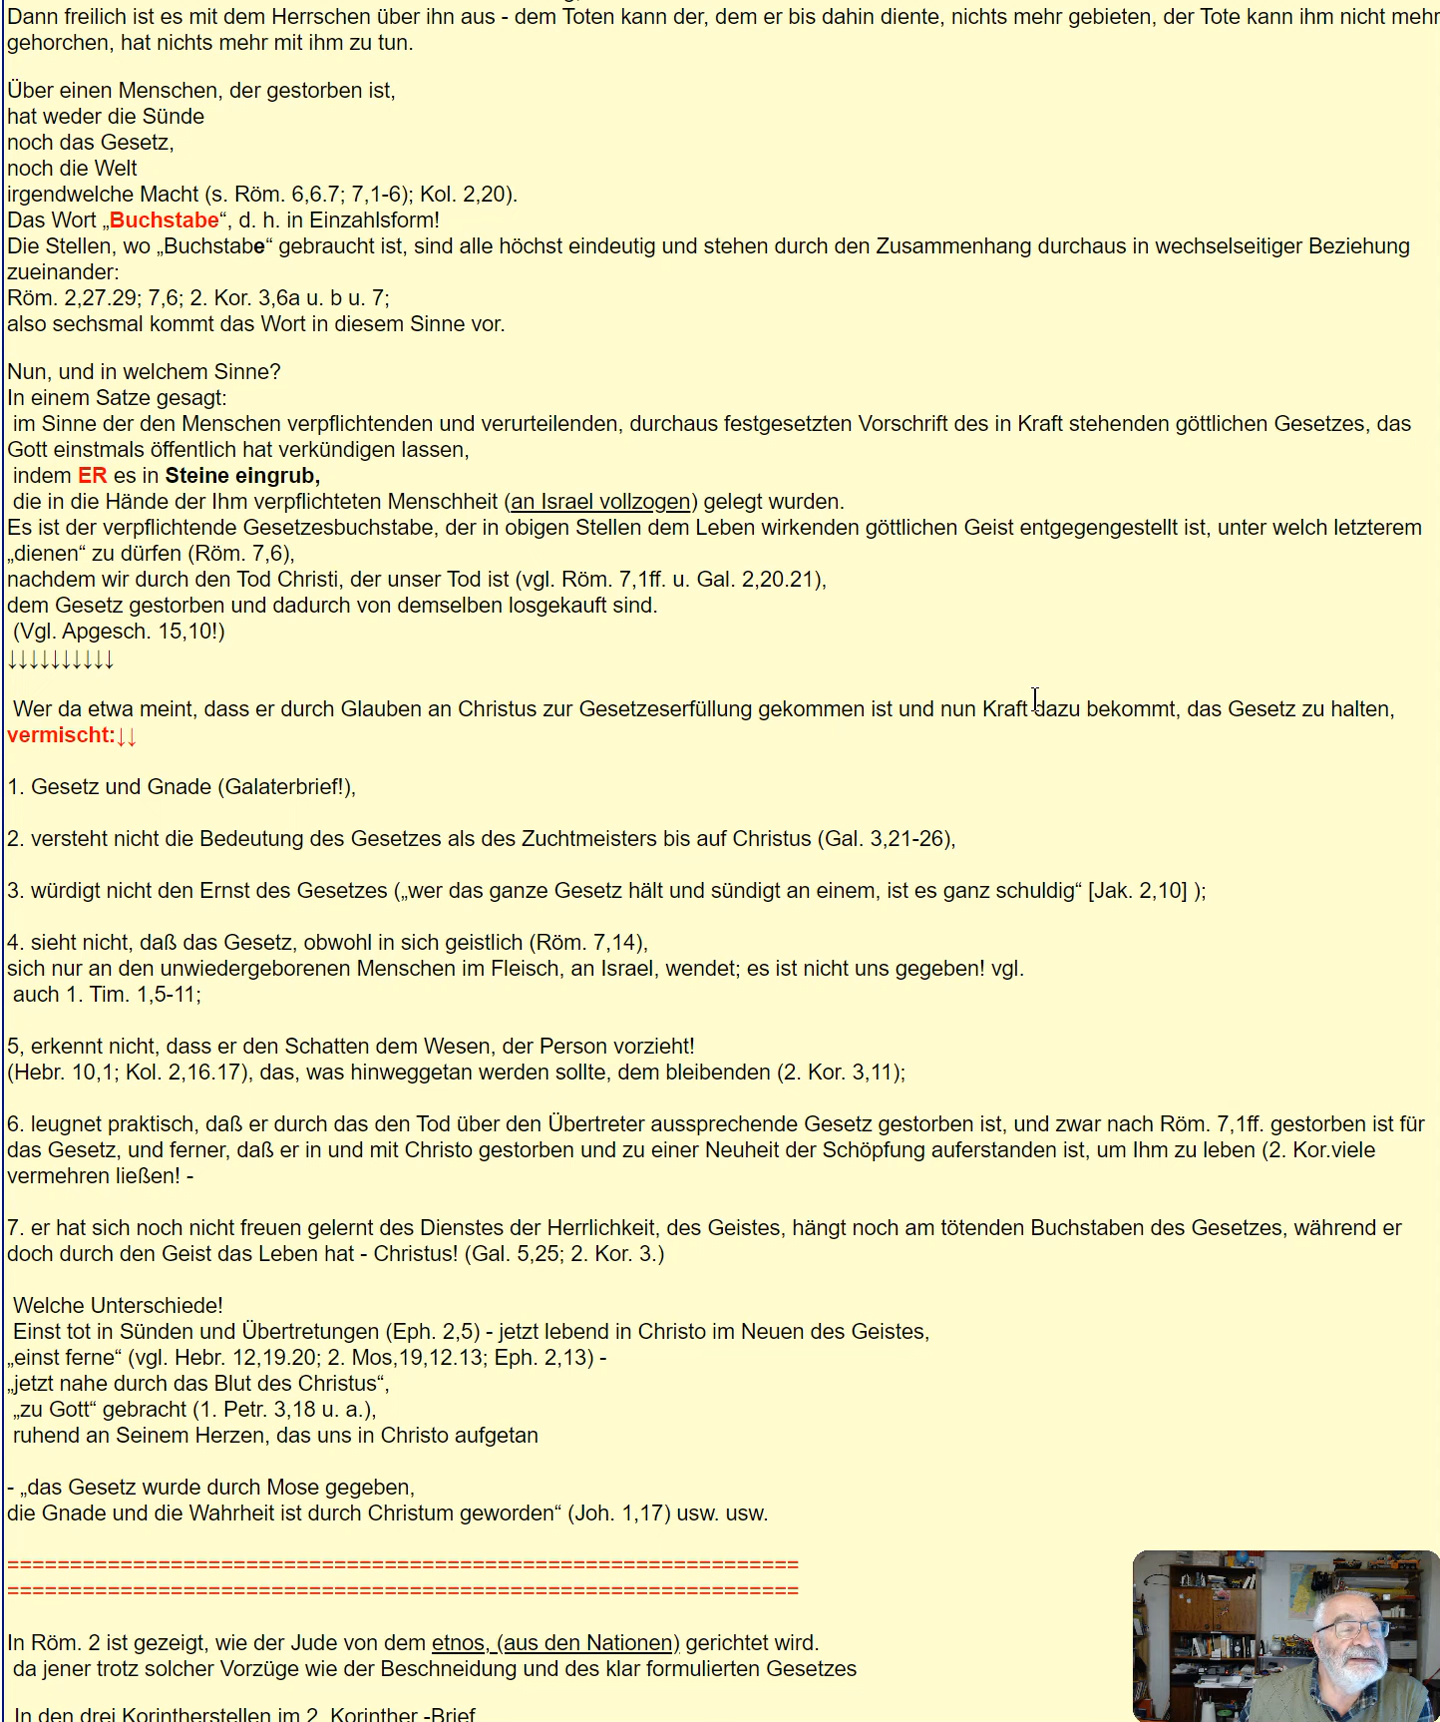 Dann freilich ist es mit dem Herrschen über ihn aus - dem Toten kann der, dem er bis dahin diente, nichts mehr gebieten, der Tote kann ihm nicht mehr
gehorchen, hat nichts mehr mit ihm zu tun.
Über einen Menschen, der gestorben ist,
hat weder die Sünde
noch das Gesetz,
noch die Welt
irgendwelche Macht (s. Röm. 6,6.7; 7,1-6); Kol. 2,20).
Das Wort „Buchstabe“, d. h. in Einzahlsform!
Die Stellen, wo „Buchstabe“ gebraucht ist, sind alle höchst eindeutig und stehen durch den Zusammenhang durchaus in wechselseitiger Beziehung
zueinander:
Röm. 2,27.29; 7,6; 2. Kor. 3,6a u. b u. 7;
also sechsmal kommt das Wort in diesem Sinne vor.
Nun, und in welchem Sinne?
In einem Satze gesagt:
im Sinne der den Menschen verpflichtenden und verurteilenden, durchaus festgesetzten Vorschrift des in Kraft stehenden göttlichen Gesetzes, das
Gott einstmals öffentlich hat verkündigen lassen,
indem ER es in Steine eingrub,
die in die Hände der Ihm verpflichteten Menschheit (an Israel vollzogen) gelegt wurden.
Es ist der verpflichtende Gesetzesbuchstabe, der in obigen Stellen dem Leben wirkenden göttlichen Geist entgegengestellt ist, unter welch letzterem
„dienen“ zu dürfen (Röm. 7,6),
nachdem wir durch den Tod Christi, der unser Tod ist (vgl. Röm. 7,1ff. u. Gal. 2,20.21),
dem Gesetz gestorben und dadurch von demselben losgekauft sind.
(Vgl. Apgesch. 15,10!)
↓↓↓↓↓↓↓↓↓↓
Wer da etwa meint, dass er durch Glauben an Christus zur Gesetzeserfüllung gekommen ist und nun Kraft dazu bekommt, das Gesetz zu halten,
vermischt:↓↓
1. Gesetz und Gnade (Galaterbrief!),
2. versteht nicht die Bedeutung des Gesetzes als des Zuchtmeisters bis auf Christus (Gal. 3,21-26),
3. würdigt nicht den Ernst des Gesetzes („wer das ganze Gesetz hält und sündigt an einem, ist es ganz schuldig“ [Jak. 2,10] );
4. sieht nicht, daß das Gesetz, obwohl in sich geistlich (Röm. 7,14),
sich nur an den unwiedergeborenen Menschen im Fleisch, an Israel, wendet; es ist nicht uns gegeben! vgl.
auch 1. Tim. 1,5-11;
5, erkennt nicht, dass er den Schatten dem Wesen, der Person vorzieht!
(Hebr. 10,1; Kol. 2,16.17), das, was hinweggetan werden sollte, dem bleibenden (2. Kor. 3,11);
6. leugnet praktisch, daß er durch das den Tod über den Übertreter aussprechende Gesetz gestorben ist, und zwar nach Röm. 7,1ff. gestorben ist für
das Gesetz, und ferner, daß er in und mit Christo gestorben und zu einer Neuheit der Schöpfung auferstanden ist, um Ihm zu leben (2. Kor.viele
vermehren ließen! -
7. er hat sich noch nicht freuen gelernt des Dienstes der Herrlichkeit, des Geistes, hängt noch am tötenden Buchstaben des Gesetzes, während er
doch durch den Geist das Leben hat - Christus! (Gal. 5,25; 2. Kor. 3.)
Welche Unterschiede!
Einst tot in Sünden und Übertretungen (Eph. 2,5) - jetzt lebend in Christo im Neuen des Geistes,
„einst ferne“ (vgl. Hebr. 12,19.20; 2. Mos,19,12.13; Eph. 2,13) -
„jetzt nahe durch das Blut des Christus“,
„zu Gott“ gebracht (1. Petr. 3,18 u. a.),
ruhend an Seinem Herzen, das uns in Christo aufgetan
- „das Gesetz wurde durch Mose gegeben,
die Gnade und die Wahrheit ist durch Christum geworden“ (Joh. 1,17) usw. usw.
==================================================================
==================================================================
In Röm. 2 ist gezeigt, wie der Jude von dem etnos, (aus den Nationen) gerichtet wird.
da jener trotz solcher Vorzüge wie der Beschneidung und des klar formulierten Gesetzes
In den drei Korintherstellen im 2. Korinther -Brief